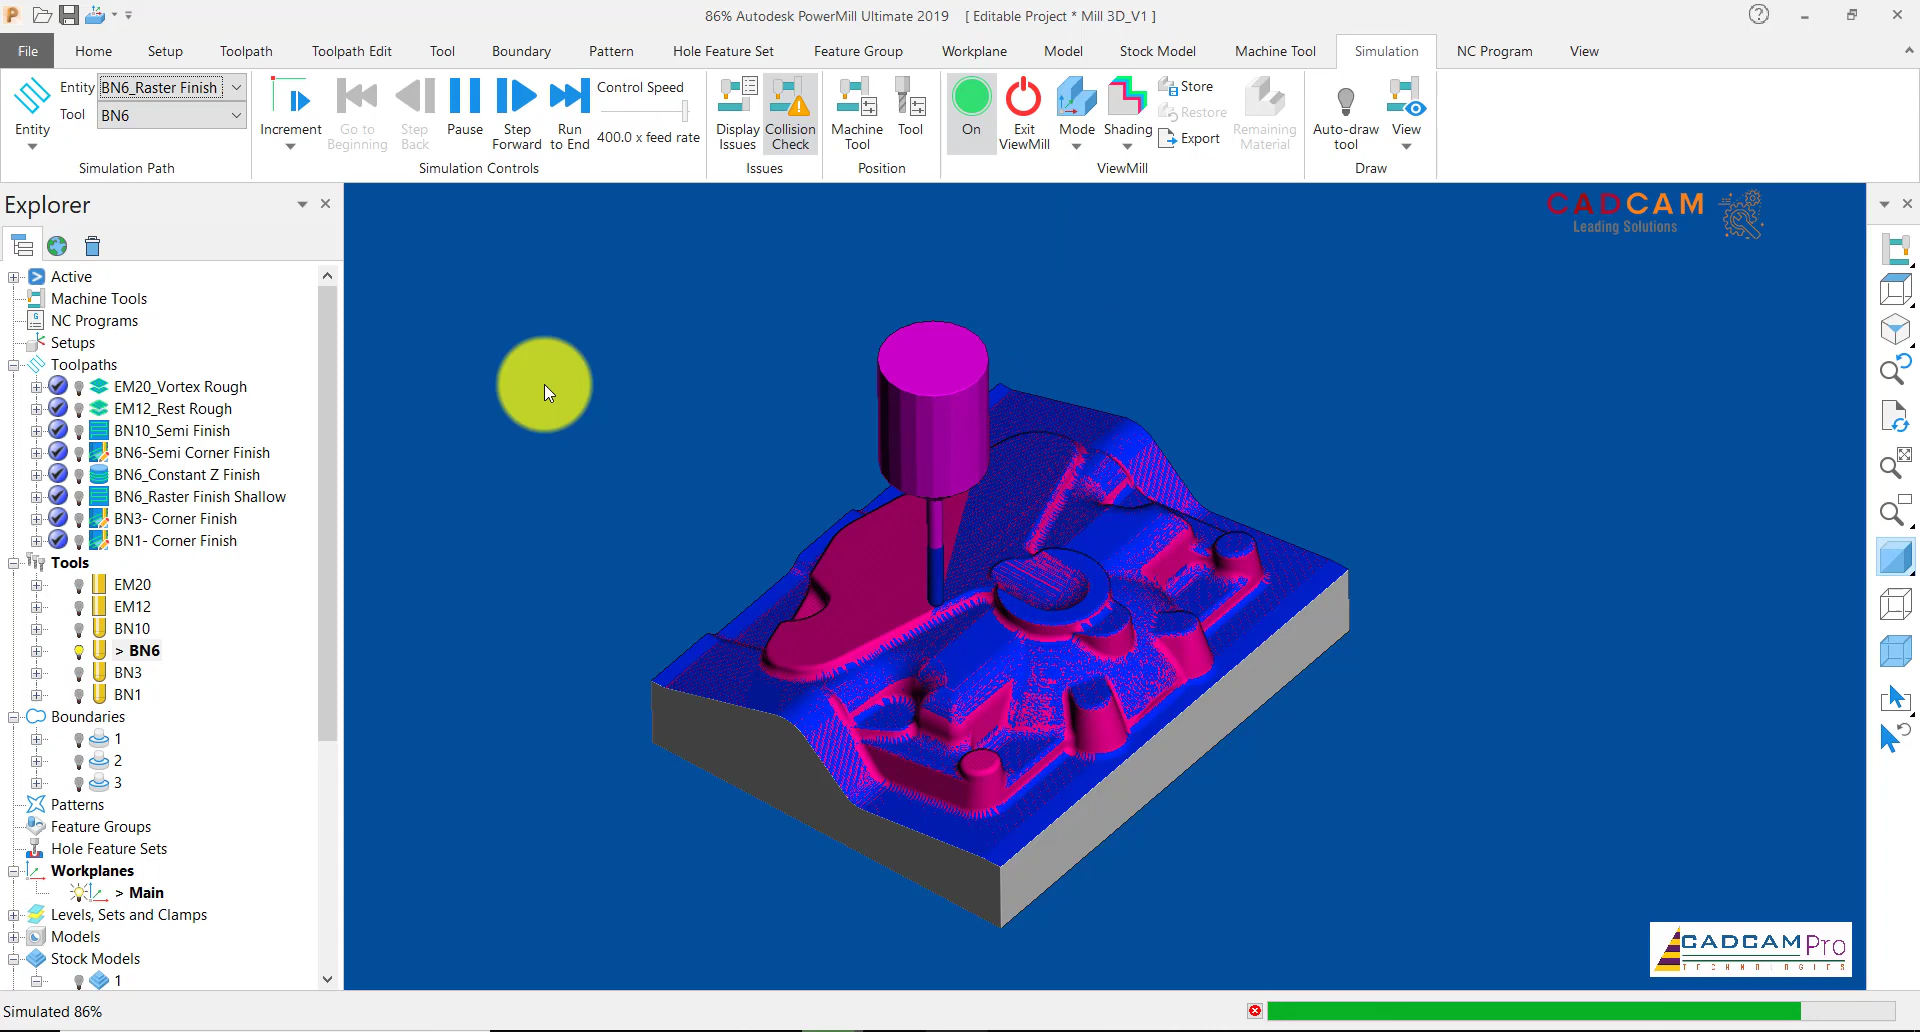 86% Autodesk PowerMill Ultimate 2019 [ Editable Project * Mill 3D_V1 ]
File Home Setup Toolpath Toolpath Edit Tool Boundary Pattern Hole Feature Set Feature Group Workplane Model Stock Model Machine Tool Simulation NC Program View
Entity
Entity BN6_Raster Finish
Tool BN6
Simulation Path
Increment
Go to Beginning
Step Back
Pause
Step Forward
Run to End
Control Speed
400.0 x feed rate
Simulation Controls
Display Issues
Collision Check
Issues
Machine Tool
Tool
Position
On
Exit ViewMill
Mode
Shading
Store
Restore
Export
Remaining Material
ViewMill
Auto-draw tool
View
Draw
Explorer
CADCAM
Leading Solutions
Active
Machine Tools
NC Programs
Setups
Toolpaths
EM20_Vortex Rough
EM12_Rest Rough
BN10_Semi Finish
BN6-Semi Corner Finish
BN6_Constant Z Finish
BN6_Raster Finish Shallow
BN3- Corner Finish
BN1- Corner Finish
Tools
EM20
EM12
BN10
> BN6
BN3
BN1
Boundaries
1
2
3
Patterns
Feature Groups
Hole Feature Sets
Workplanes
> Main
Levels, Sets and Clamps
Models
Stock Models
1
CADCAM Pro
TECHNOLOGIES
Simulated 86%